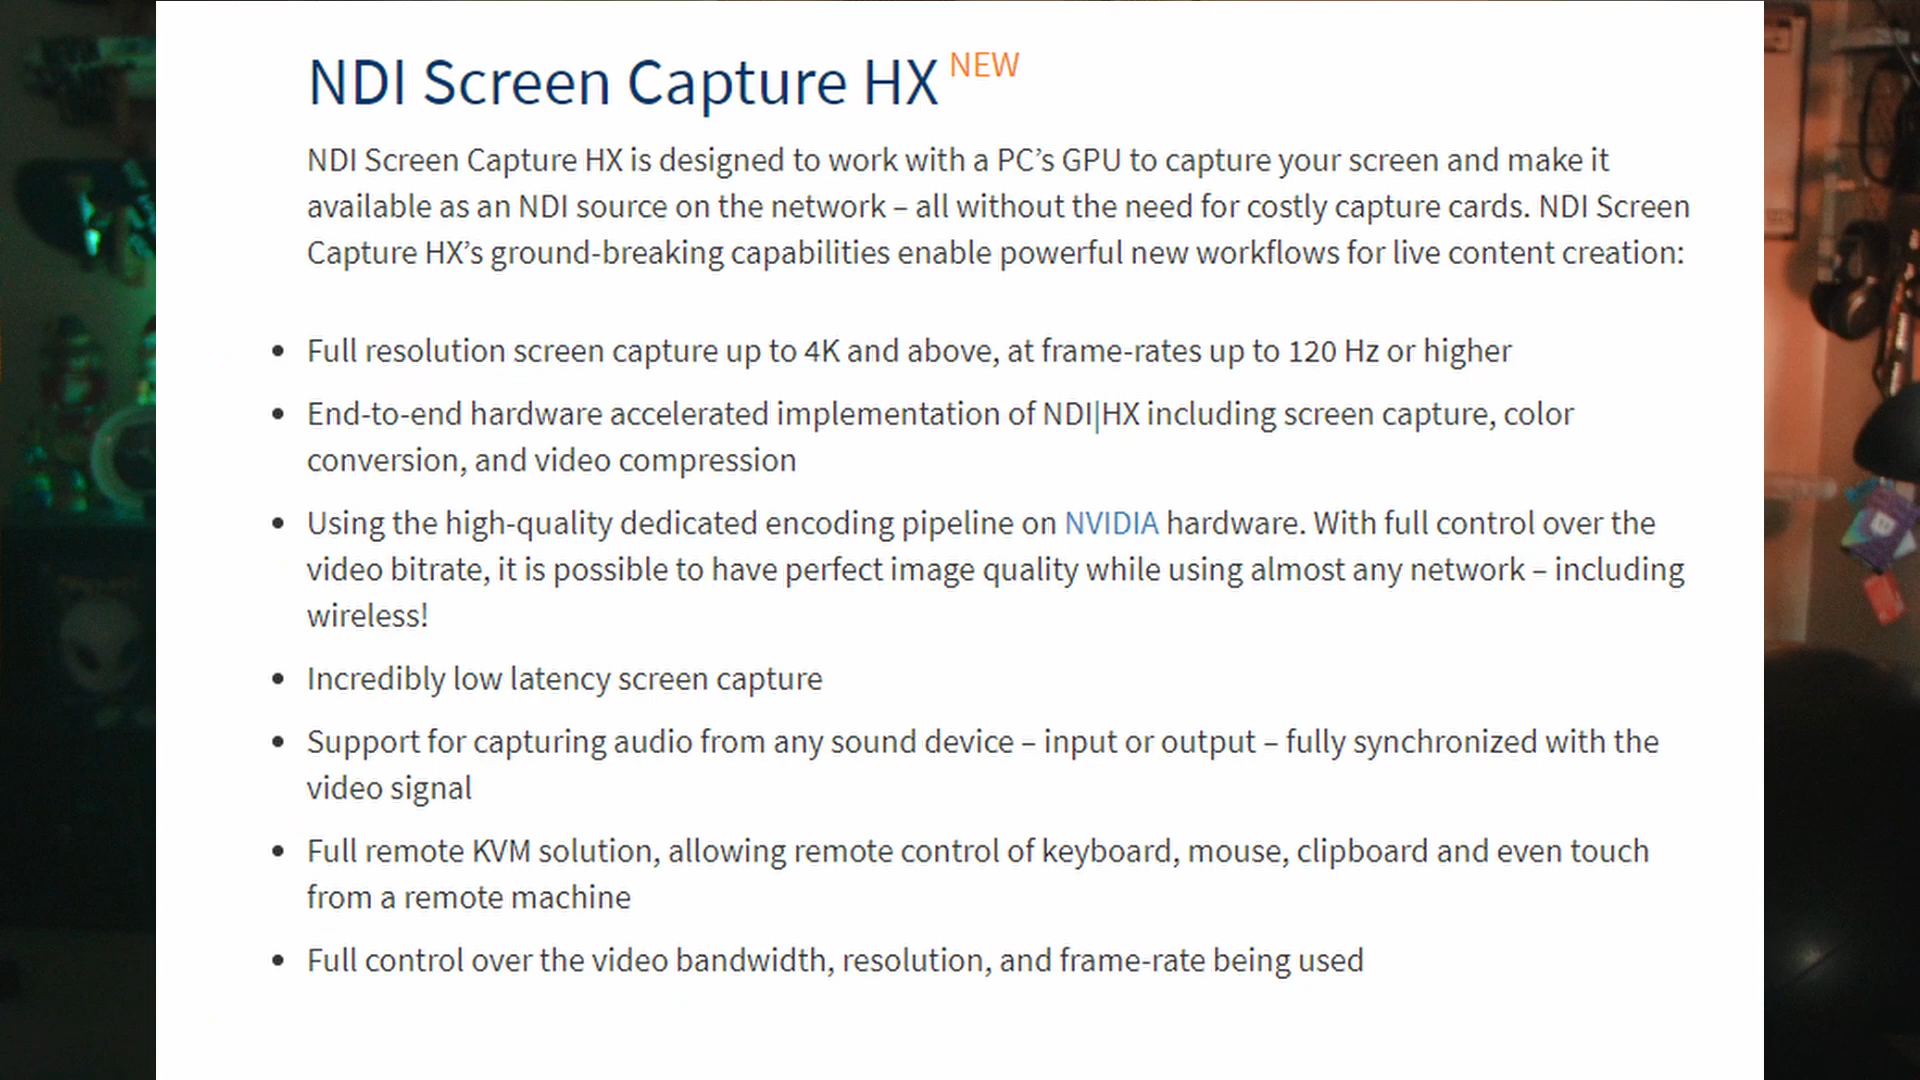 NDI Screen Capture HX NEW
NDI Screen Capture HX is designed to work with a PC’s GPU to capture your screen and make it
available as an NDI source on the network – all without the need for costly capture cards. NDI Screen
Capture HX’s ground-breaking capabilities enable powerful new workflows for live content creation:
• Full resolution screen capture up to 4K and above, at frame-rates up to 120 Hz or higher
• End-to-end hardware accelerated implementation of NDI|HX including screen capture, color
conversion, and video compression
• Using the high-quality dedicated encoding pipeline on NVIDIA hardware. With full control over the
video bitrate, it is possible to have perfect image quality while using almost any network – including
wireless!
• Incredibly low latency screen capture
• Support for capturing audio from any sound device – input or output – fully synchronized with the
video signal
• Full remote KVM solution, allowing remote control of keyboard, mouse, clipboard and even touch
from a remote machine
• Full control over the video bandwidth, resolution, and frame-rate being used